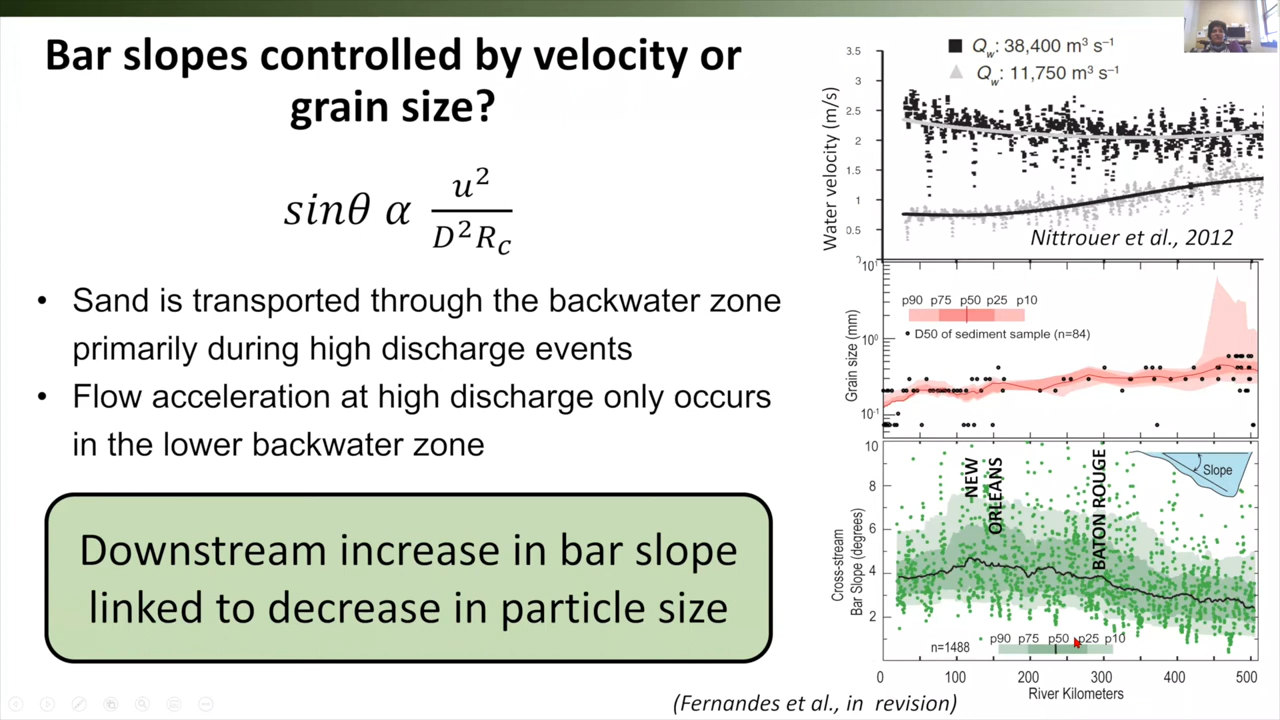 Bar slopes controlled by velocity or
grain size?
sinθ α u² / D²R_C
• Sand is transported through the backwater zone
primarily during high discharge events
• Flow acceleration at high discharge only occurs
in the lower backwater zone
Downstream increase in bar slope
linked to decrease in particle size
(Fernandes et al., in revision)
Q_w: 38,400 m³ s⁻¹
Q_w: 11,750 m³ s⁻¹
Water velocity (m/s)
3.5
3
2.5
2
1.5
1
0.5
Nittrouer et al., 2012
Grain size (mm)
10¹
10⁰
10⁻¹
p90 p75 p50 p25 p10
D50 of sediment sample (n=84)
Cross-stream
Bar Slope (degrees)
10
8
6
4
2
NEW
ORLEANS
BATON ROUGE
Slope
n=1488
p90 p75 p50 p25 p10
0 100 200 300 400 500
River Kilometers